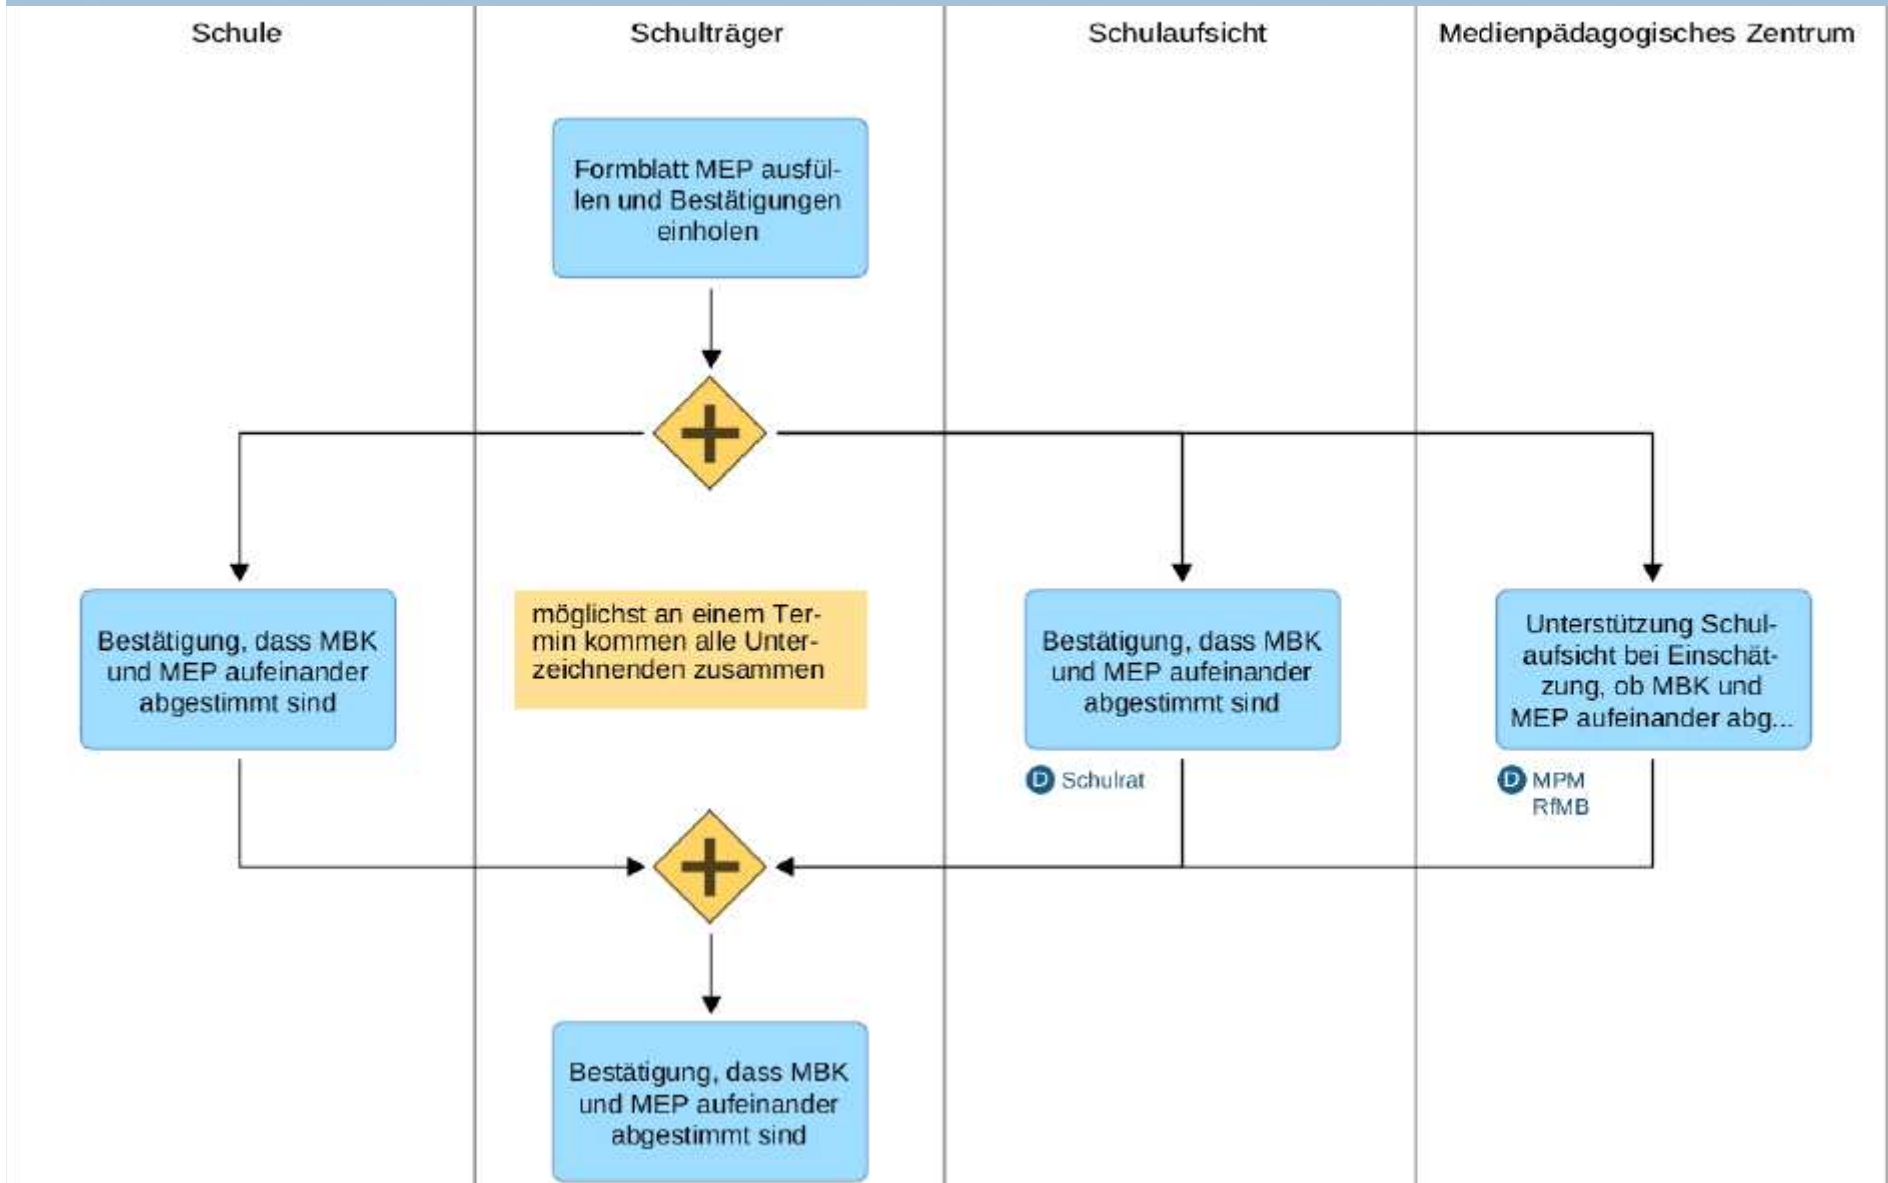 Schule
Schulträger
Schulaufsicht
Medienpädagogisches Zentrum
Formblatt MEP ausfül-
len und Bestätigungen
einholen
Bestätigung, dass MBK
und MEP aufeinander
abgestimmt sind
möglichst an einem Ter-
min kommen alle Unter-
zeichnenden zusammen
Bestätigung, dass MBK
und MEP aufeinander
abgestimmt sind
D Schulrat
Unterstützung Schul-
aufsicht bei Einschät-
zung, ob MBK und
MEP aufeinander abg...
D MPM
RfMB
Bestätigung, dass MBK
und MEP aufeinander
abgestimmt sind